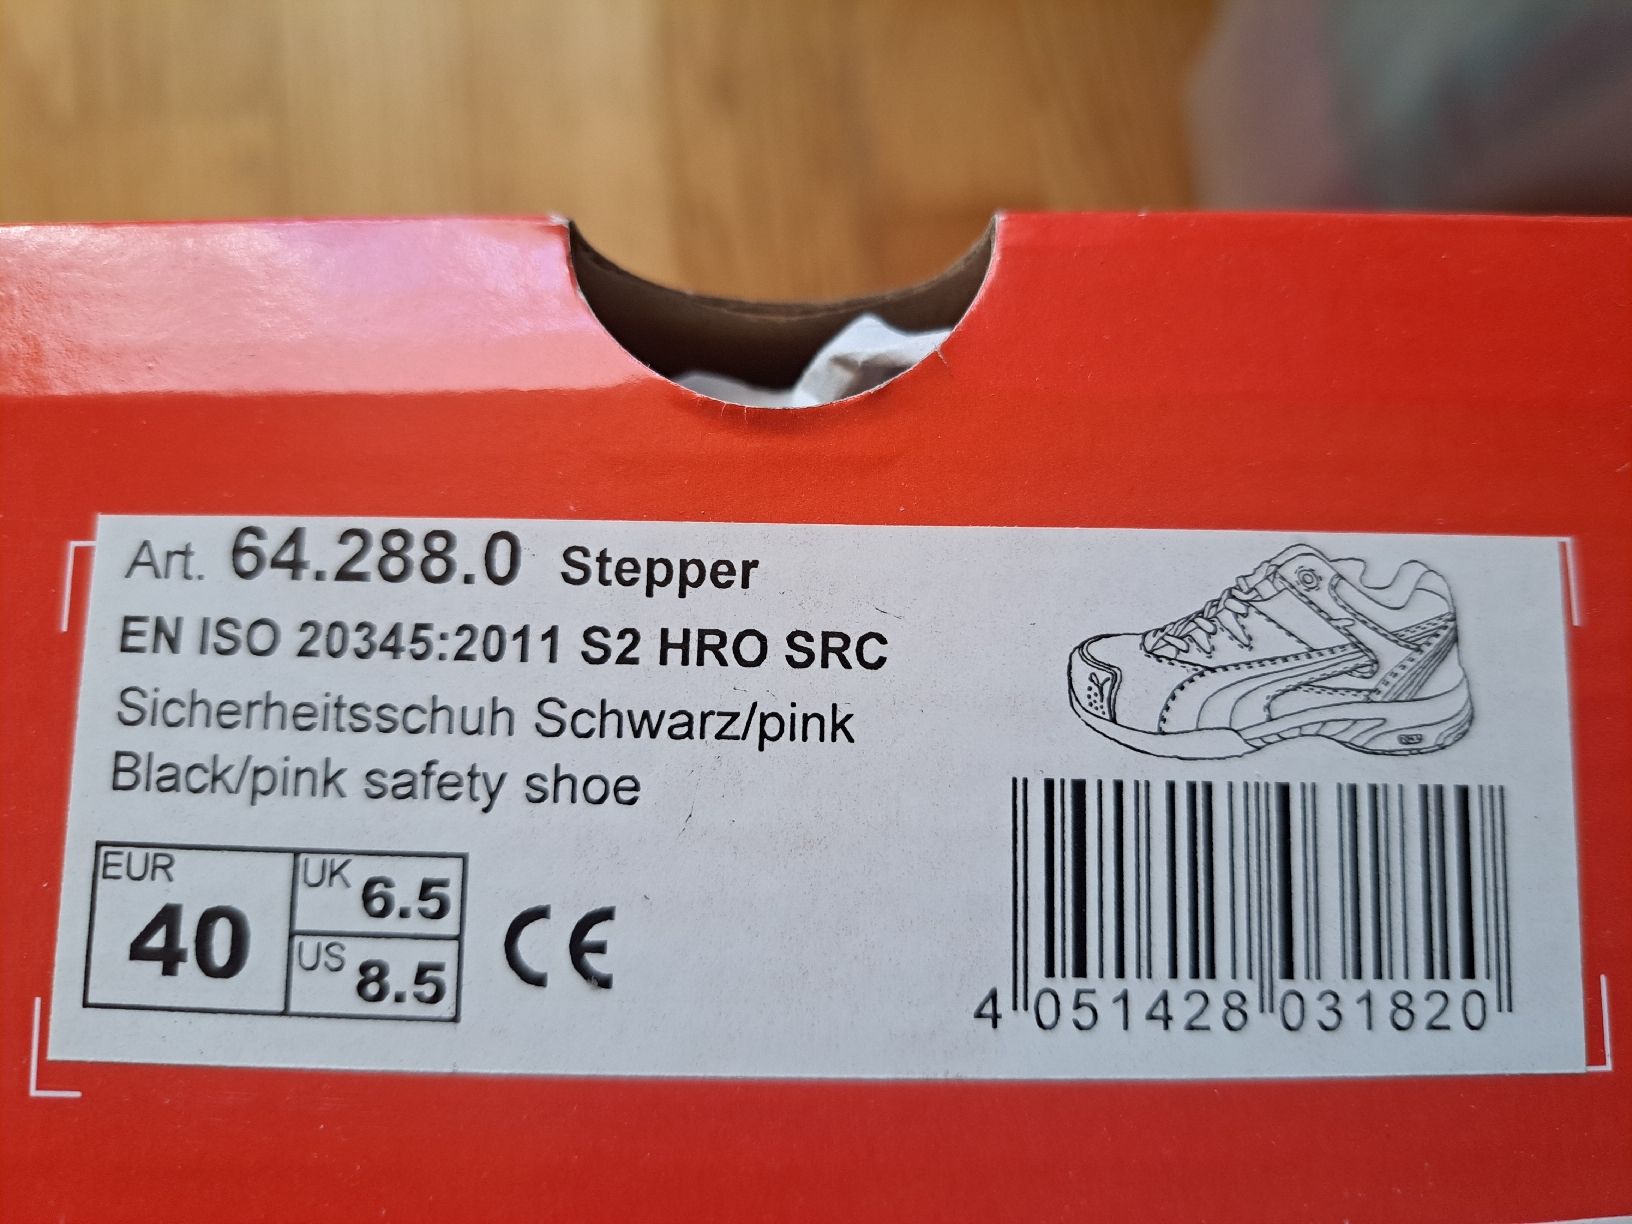 Art. 64.288.0 Stepper
EN ISO 20345:2011 S2 HRO SRC
Sicherheitsschuh Schwarz/pink
Black/pink safety shoe
EUR 40
UK 6.5
US 8.5
CE
4 051428 031820